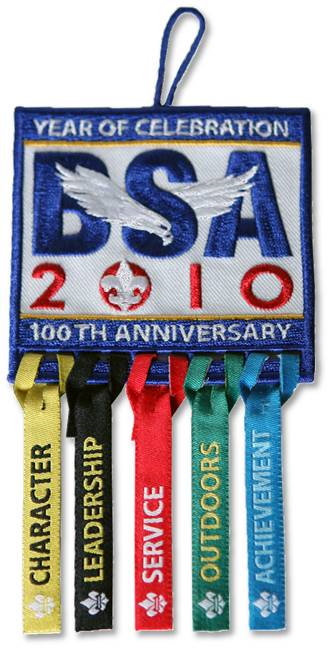 YEAR OF CELEBRATION
BSA
2010
100TH ANNIVERSARY
CHARACTER
LEADERSHIP
SERVICE
OUTDOORS
ACHIEVEMENT